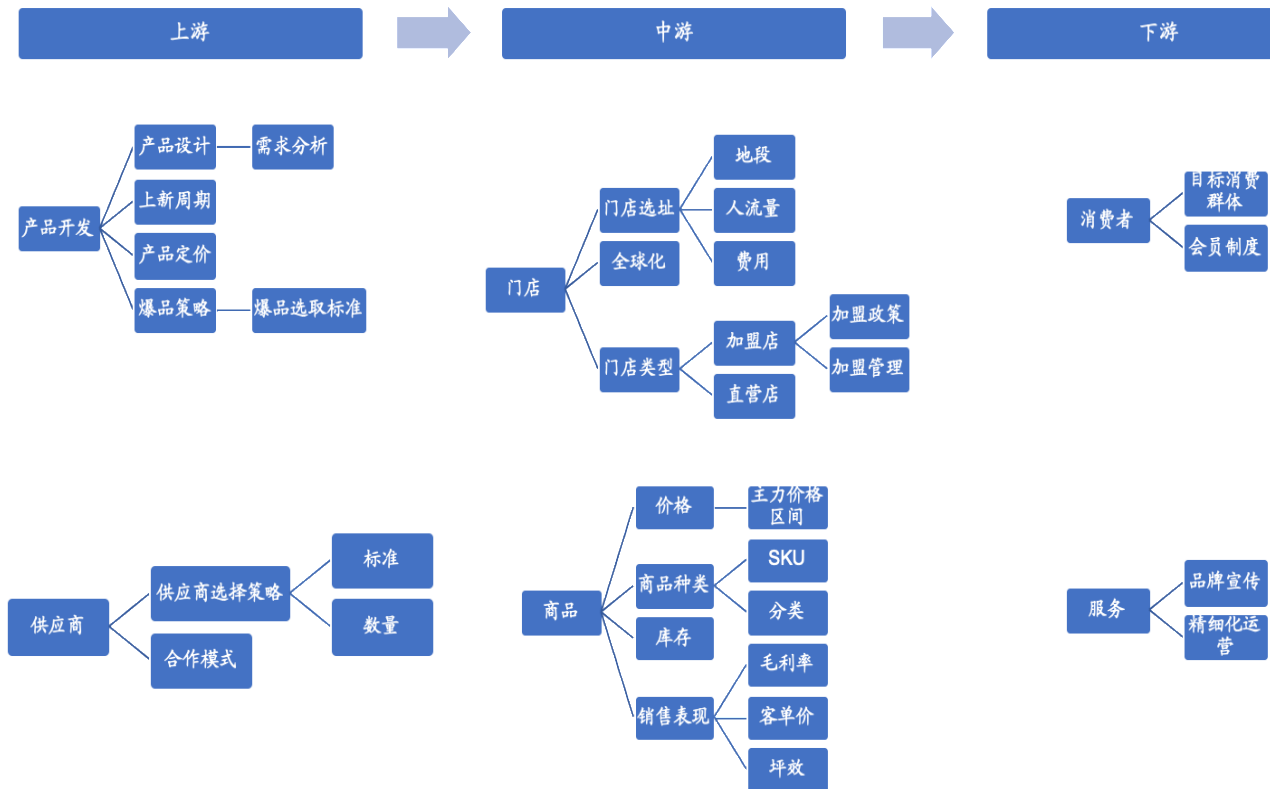 上游
中游
下游
产品开发
产品设计
需求分析
上新周期
产品定价
爆品策略
爆品选取标准
供应商
供应商选择策略
标准
数量
合作模式
门店
门店选址
地段
人流量
费用
全球化
门店类型
加盟店
加盟政策
加盟管理
直营店
商品
价格
主力价格
区间
商品种类
SKU
分类
库存
销售表现
毛利率
客单价
坪效
消费者
目标消费
群体
会员制度
服务
品牌宣传
精细化运
营